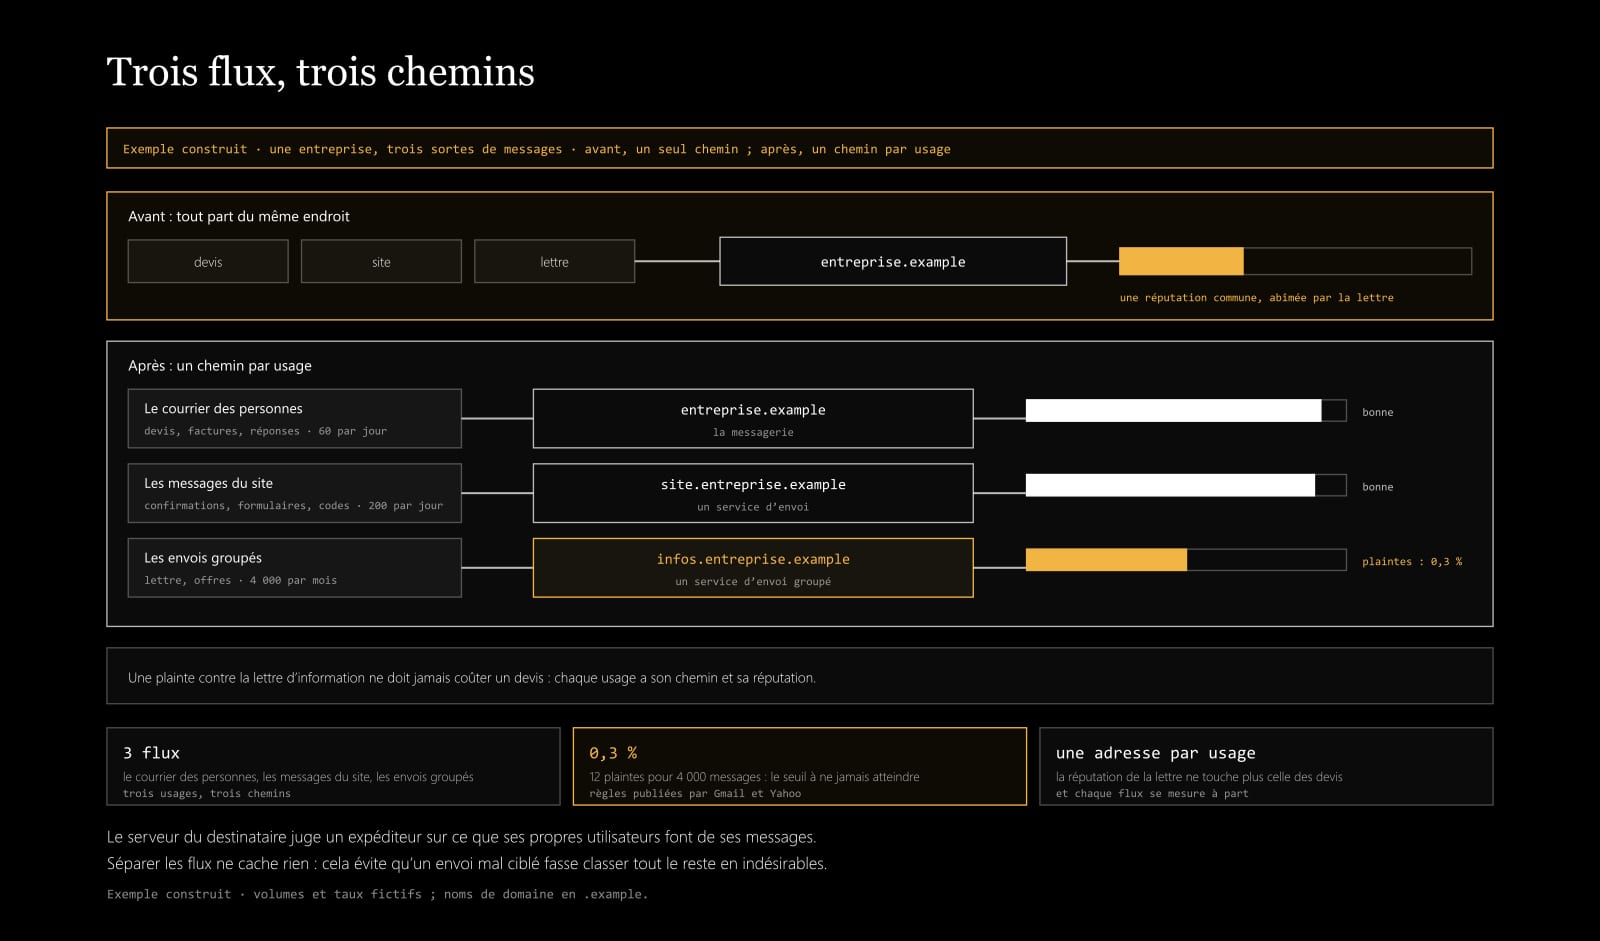 Trois flux, trois chemins
Exemple construit · une entreprise, trois sortes de messages · avant, un seul chemin ; après, un chemin par usage
Avant : tout part du même endroit
devis
site
lettre
entreprise.example
une réputation commune, abîmée par la lettre
Après : un chemin par usage
Le courrier des personnes
devis, factures, réponses · 60 par jour
entreprise.example
la messagerie
bonne
Les messages du site
confirmations, formulaires, codes · 200 par jour
site.entreprise.example
un service d’envoi
bonne
Les envois groupés
lettre, offres · 4 000 par mois
infos.entreprise.example
un service d’envoi groupé
plaintes : 0,3 %
Une plainte contre la lettre d’information ne doit jamais coûter un devis : chaque usage a son chemin et sa réputation.
3 flux
le courrier des personnes, les messages du site, les envois groupés
trois usages, trois chemins
0,3 %
12 plaintes pour 4 000 messages : le seuil à ne jamais atteindre
règles publiées par Gmail et Yahoo
une adresse par usage
la réputation de la lettre ne touche plus celle des devis
et chaque flux se mesure à part
Le serveur du destinataire juge un expéditeur sur ce que ses propres utilisateurs font de ses messages.
Séparer les flux ne cache rien : cela évite qu’un envoi mal ciblé fasse classer tout le reste en indésirables.
Exemple construit · volumes et taux fictifs ; noms de domaine en .example.